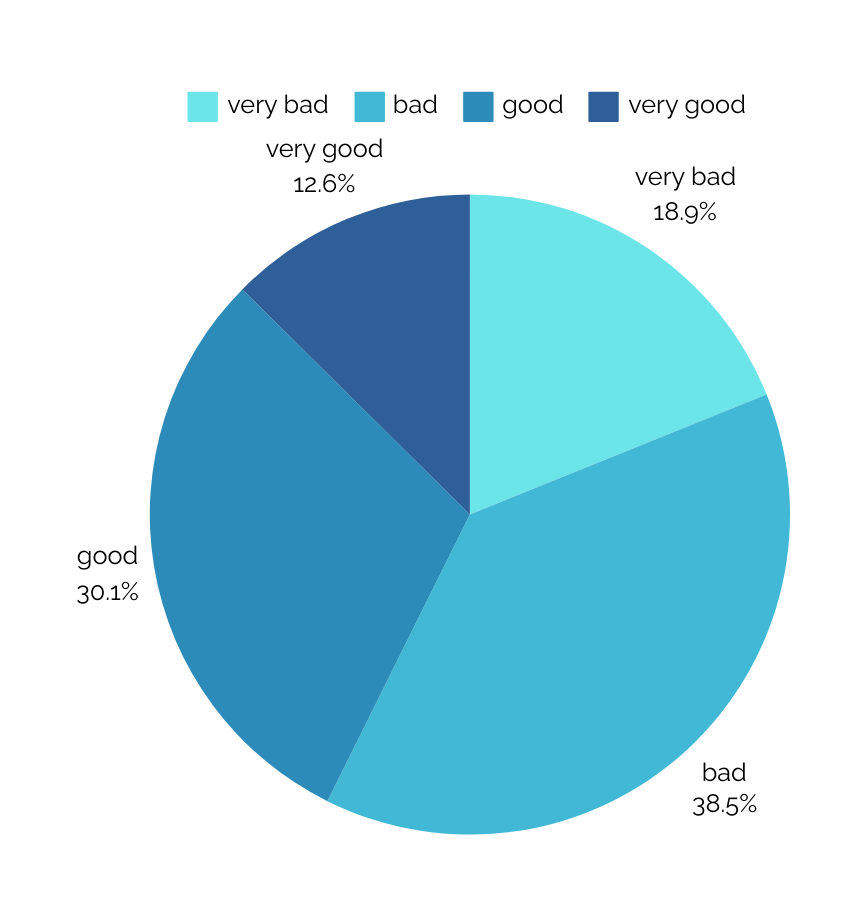 very bad bad good very good
very good
12.6%
very bad
18.9%
good
30.1%
bad
38.5%